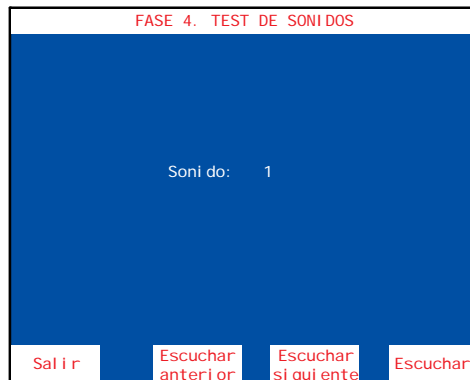 FASE 4. TEST DE SONIDOS
Sonido: 1
Salir
Escuchar
anterior
Escuchar
siguiente
Escuchar